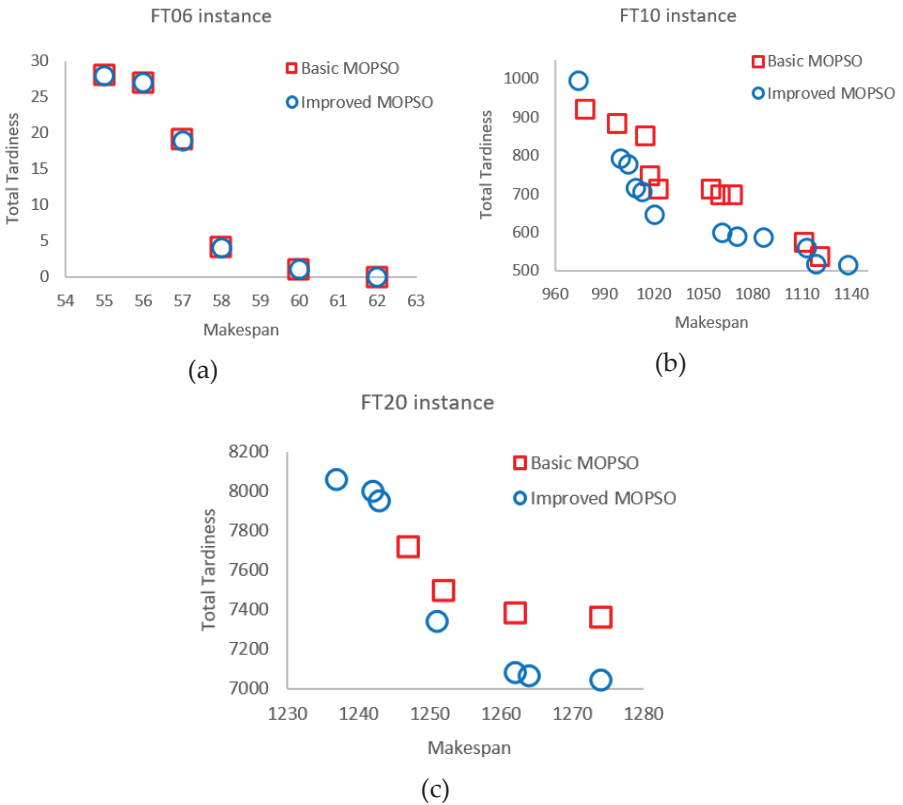 FT06 instance
30
25
20
15
10
5
0
Total Tardiness
54 55 56 57 58 59 60 61 62 63
Makespan
Basic MOPSO
Improved MOPSO
(a)
FT10 instance
1000
900
800
700
600
500
Total Tardiness
960 990 1020 1050 1080 1110 1140
Makespan
Basic MOPSO
Improved MOPSO
(b)
FT20 instance
8200
8000
7800
7600
7400
7200
7000
Total Tardiness
1230 1240 1250 1260 1270 1280
Makespan
Basic MOPSO
Improved MOPSO
(c)